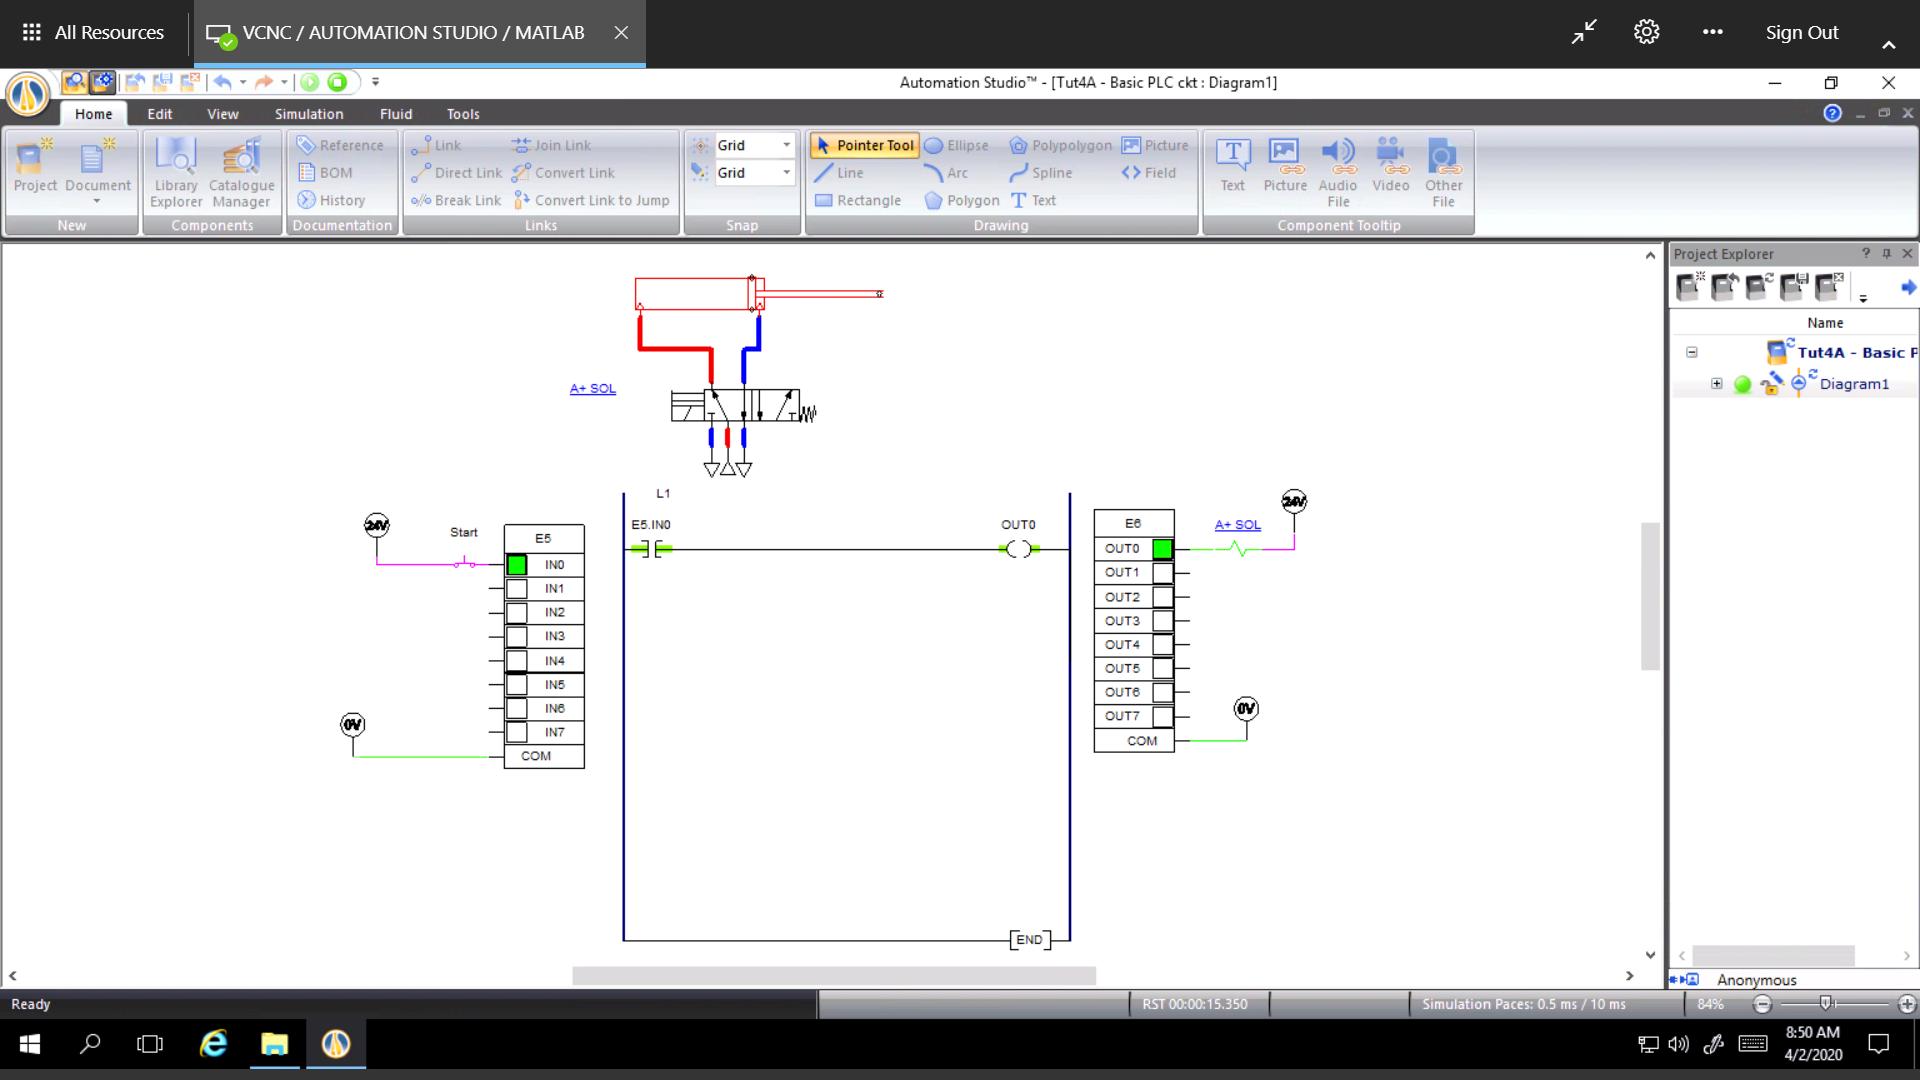 All Resources
VCNC / AUTOMATION STUDIO / MATLAB
Sign Out
Automation Studio™ - [Tut4A - Basic PLC ckt : Diagram1]
Home Edit View Simulation Fluid Tools
Reference Link Join Link Grid Pointer Tool Ellipse Polypolygon Picture
BOM Direct Link Convert Link Grid Line Arc Spline Field
Project Document Library Explorer Catalogue Manager Text Picture Audio File Video Other File
History Break Link Convert Link to Jump Rectangle Polygon Text
New Components Documentation Links Snap Drawing Component Tooltip
Project Explorer
Name
Tut4A - Basic P
Diagram1
A+ SOL
L1
24V
Start
E5
IN0
IN1
IN2
IN3
IN4
IN5
IN6
IN7
COM
0V
E5.IN0
OUT0
END
E6
OUT0
OUT1
OUT2
OUT3
OUT4
OUT5
OUT6
OUT7
COM
A+ SOL
24V
0V
Anonymous
Ready
RST 00:00:15.350
Simulation Paces: 0.5 ms / 10 ms
84%
8:50 AM
4/2/2020